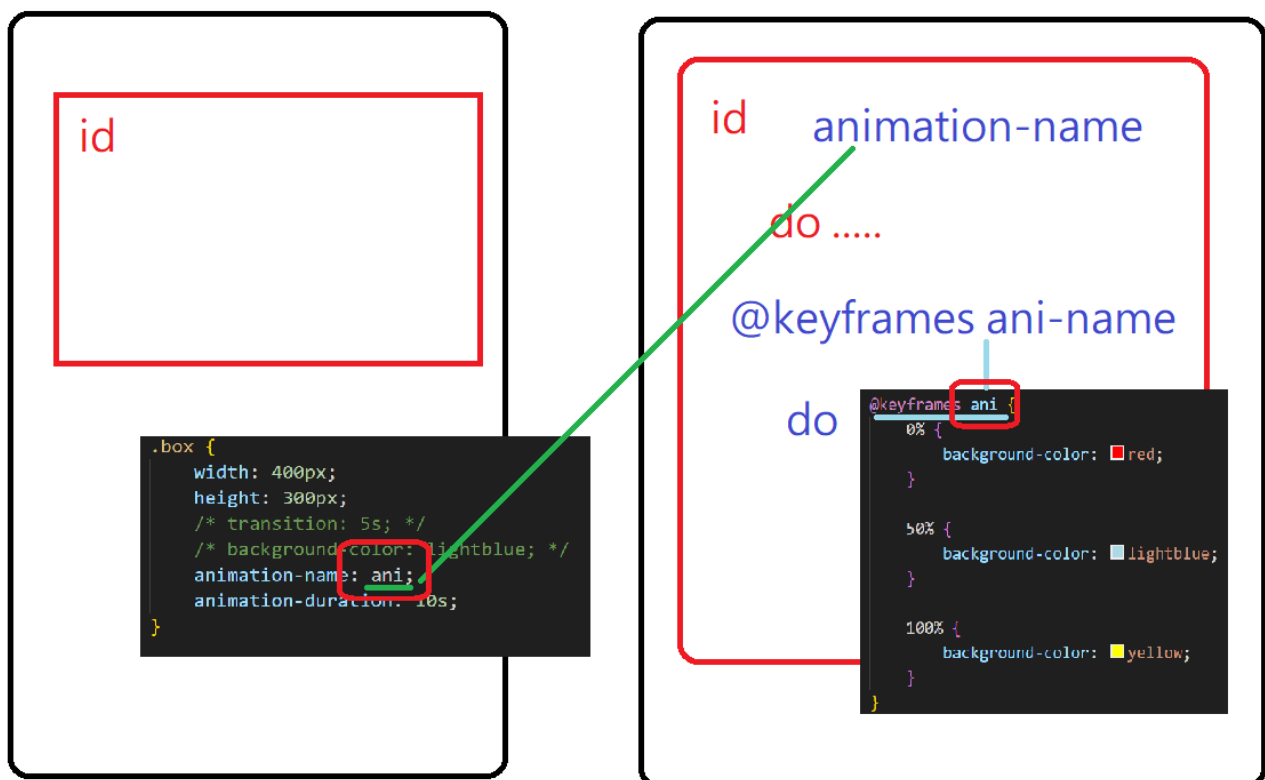 id
.box {
width: 400px;
height: 300px;
/* transition: 5s; */
/* background-color: lightblue; */
animation-name: ani;
animation-duration: 10s;
}
id
animation-name
do .....
@keyframes ani-name
do
@keyframes ani {
0% {
background-color: red;
}
50% {
background-color: lightblue;
}
100% {
background-color: yellow;
}
}